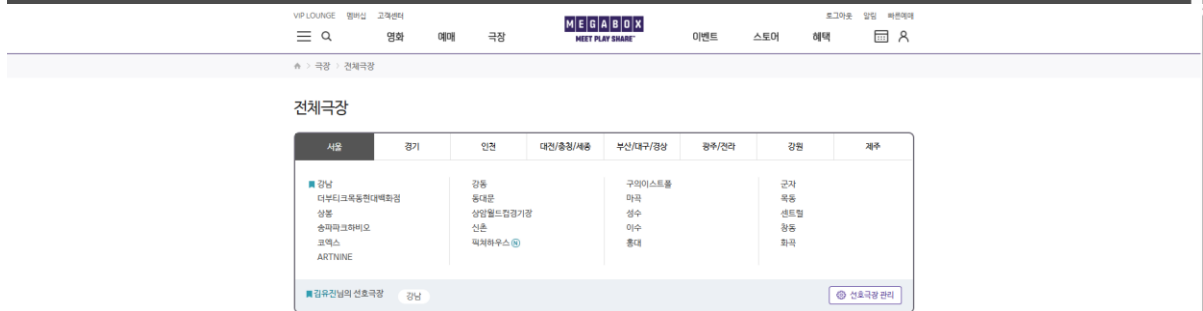 VIP LOUNGE 멤버십 고객센터
로그아웃 알림 빠른예매
영화 예매 극장
MEGABOX
MEET PLAY SHARE
이벤트 스토어 혜택
극장 > 전체극장
전체극장
서울 경기 인천 대전/충청/세종 부산/대구/경상 광주/전라 강원 제주
강남 강동 구의이스트폴 군자
더부티크목동현대백화점 동대문 마곡 목동
상봉 상암월드컵경기장 성수 센트럴
송파파크하비오 신촌 이수 창동
코엑스 픽처하우스 N 홍대 화곡
ARTNINE
김유진님의 선호극장 강남 선호극장 관리